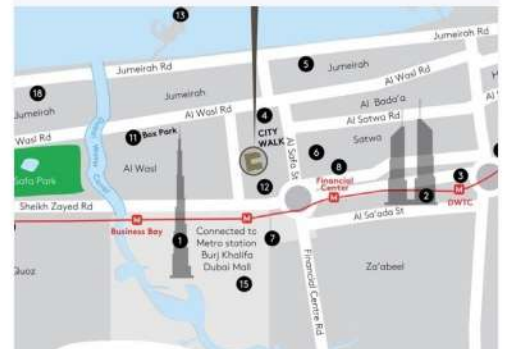 13
Jumeirah Rd
Jumeirah Rd
5
Jumeirah
18
Jumeirah
Jumeirah
Al Wasl Rd
Al Wasl Rd
4
Al Bada'a
Al Satwa Rd
11 Box Park
CITY
WALK
Al Safa St
Satwa
Wasl Rd
6
8
E
Safa Park
Al Wasl
12
Financial
Center
3
2
Sheikh Zayed Rd
M
M
M
M
DWTC
Business Bay
Al Sa'ada St
1
Connected to
Metro station
Burj Khalifa
Dubai Mall
7
Financial Centre Rd
Za'abeel
Quoz
15